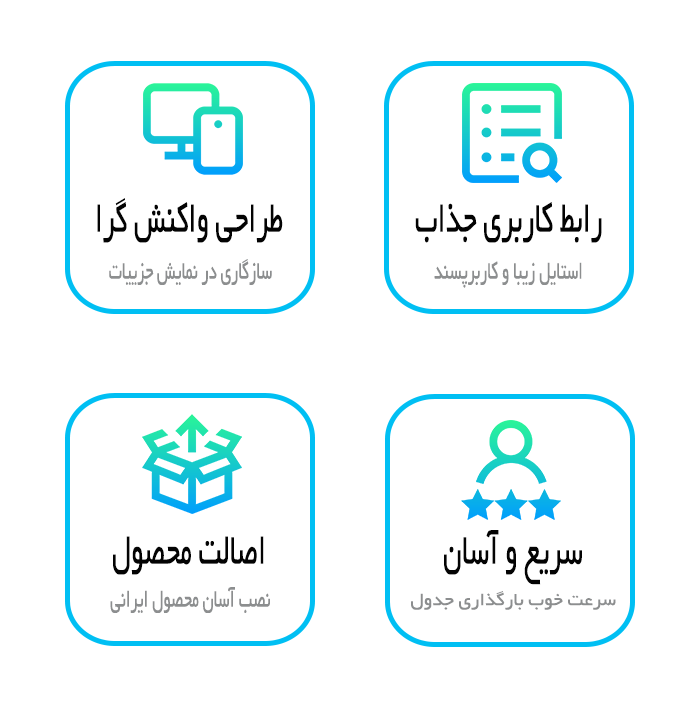 رابط کاربری جذاب
استایل زیبا و کاربرپسند
طراحی واکنش گرا
سازگاری در نمایش جزییات
سریع و آسان
سرعت خوب بارگذاری جدول
اصالت محصول
نصب آسان محصول ایرانی